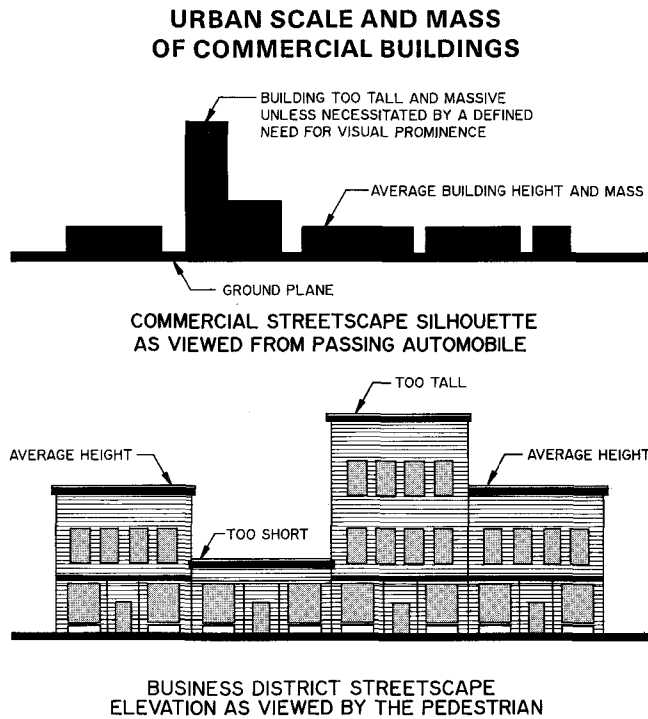 URBAN SCALE AND MASS
OF COMMERCIAL BUILDINGS
BUILDING TOO TALL AND MASSIVE
UNLESS NECESSITATED BY A DEFINED
NEED FOR VISUAL PROMINENCE
AVERAGE BUILDING HEIGHT AND MASS
GROUND PLANE
COMMERCIAL STREETSCAPE SILHOUETTE
AS VIEWED FROM PASSING AUTOMOBILE
TOO TALL
AVERAGE HEIGHT
AVERAGE HEIGHT
TOO SHORT
BUSINESS DISTRICT STREETSCAPE
ELEVATION AS VIEWED BY THE PEDESTRIAN